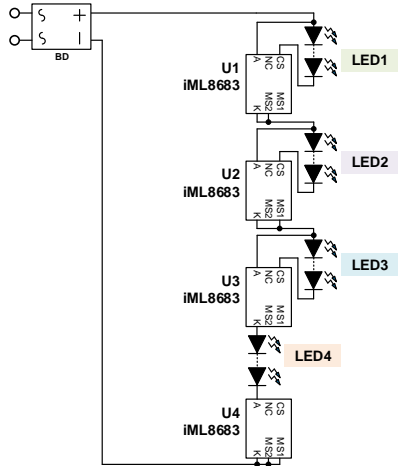 BD
U1
iML8683
A
NC
CS
K
MS2
MS1
LED1
U2
iML8683
A
NC
CS
K
MS2
MS1
LED2
U3
iML8683
A
NC
CS
K
MS2
MS1
LED3
LED4
U4
iML8683
A
NC
CS
K
MS2
MS1